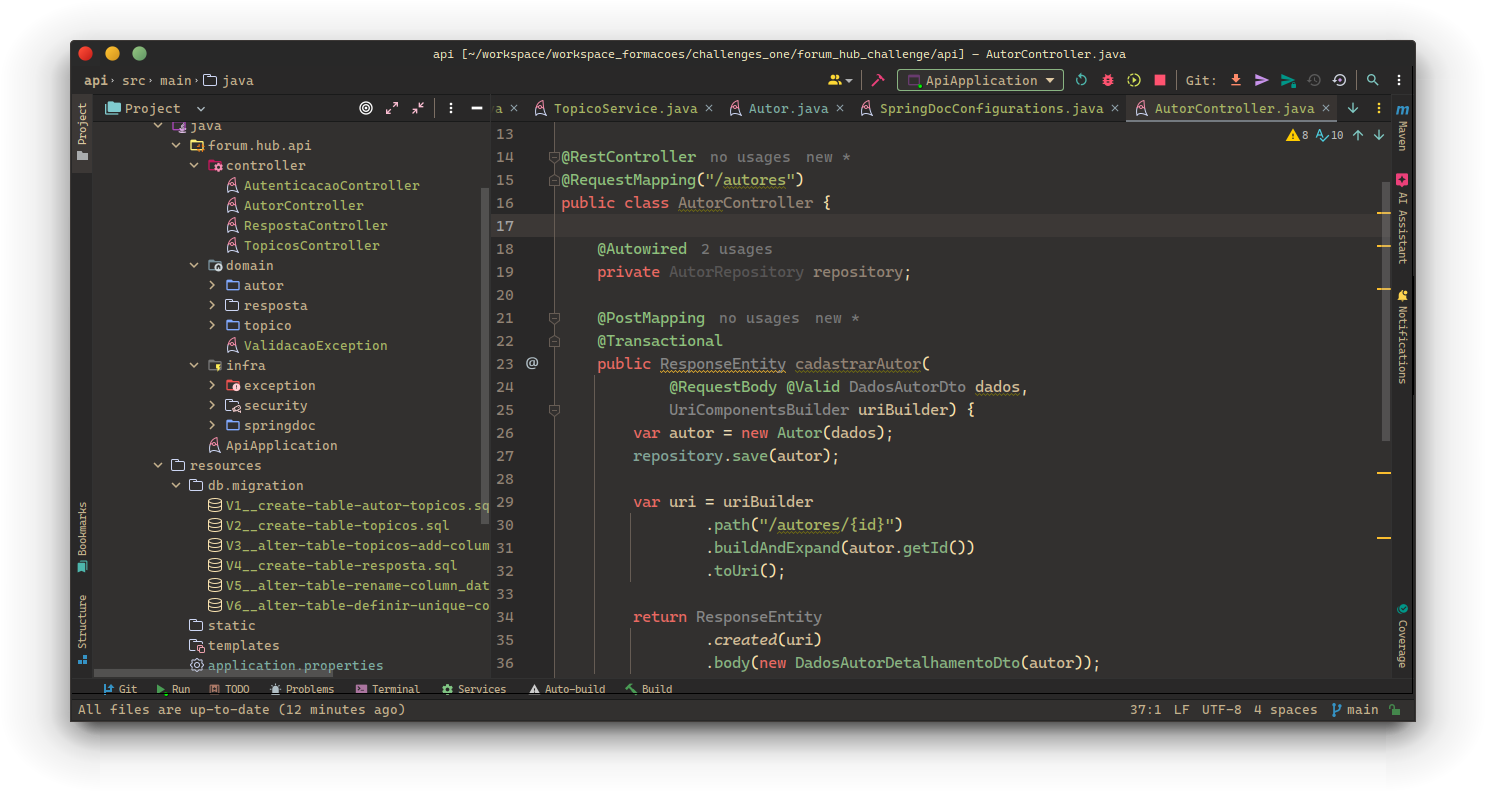 api [~/workspace/workspace_formacoes/challenges_one/forum_hub_challenge/api] – AutorController.java
api › src › main › java
ApiApplication
Git:
Project
a × TopicoService.java × Autor.java × SpringDocConfigurations.java × AutorController.java ×
java
forum.hub.api
controller
AutenticacaoController
AutorController
RespostaController
TopicosController
domain
autor
resposta
topico
ValidacaoException
infra
exception
security
springdoc
ApiApplication
resources
db.migration
V1__create-table-autor-topicos.sq
V2__create-table-topicos.sql
V3__alter-table-topicos-add-colum
V4__create-table-resposta.sql
V5__alter-table-rename-column_dat
V6__alter-table-definir-unique-co
static
templates
application.properties
8 10
13
14 @RestController no usages new *
15 @RequestMapping("/autores")
16 public class AutorController {
17
18 @Autowired 2 usages
19 private AutorRepository repository;
20
21 @PostMapping no usages new *
22 @Transactional
23 @ public ResponseEntity cadastrarAutor(
24 @RequestBody @Valid DadosAutorDto dados,
25 UriComponentsBuilder uriBuilder) {
26 var autor = new Autor(dados);
27 repository.save(autor);
28
29 var uri = uriBuilder
30 .path("/autores/{id}")
31 .buildAndExpand(autor.getId())
32 .toUri();
33
34 return ResponseEntity
35 .created(uri)
36 .body(new DadosAutorDetalhamentoDto(autor));
Project
Bookmarks
Structure
m
Maven
AI Assistant
Notifications
Coverage
Git Run TODO Problems Terminal Services Auto-build Build
All files are up-to-date (12 minutes ago) 37:1 LF UTF-8 4 spaces main